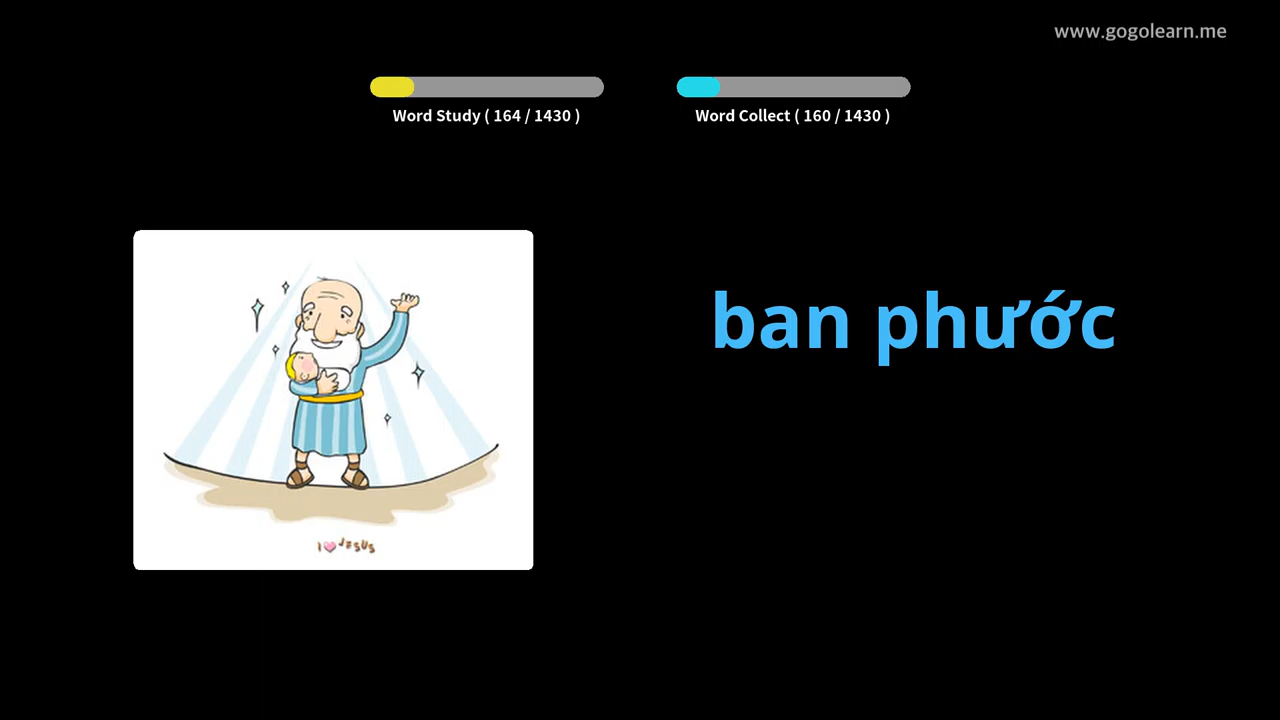 www.gogolearn.me
Word Study ( 164 / 1430 )
Word Collect ( 160 / 1430 )
ban phước
I JESUS